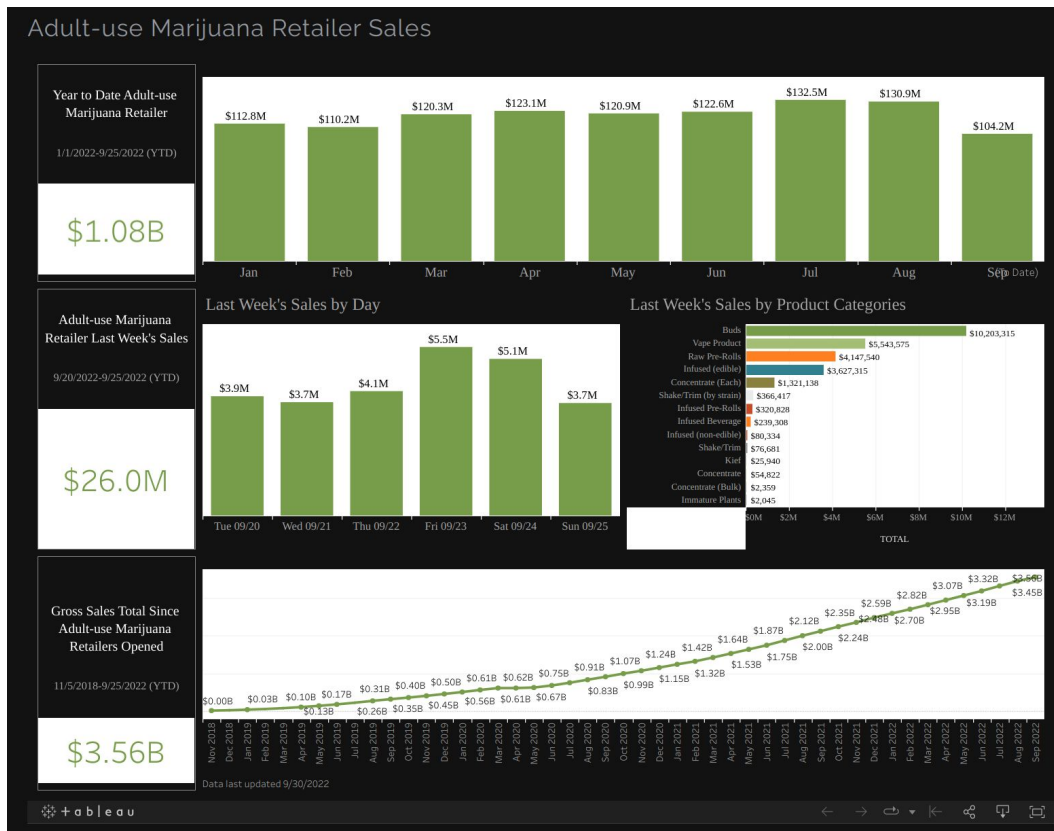 Adult-use Marijuana Retailer Sales
Year to Date Adult-use
Marijuana Retailer
1/1/2022-9/25/2022 (YTD)
$1.08B
$112.8M
$110.2M
$120.3M
$123.1M
$120.9M
$122.6M
$132.5M
$130.9M
$104.2M
Jan
Feb
Mar
Apr
May
Jun
Jul
Aug
Sep
(To Date)
Adult-use Marijuana
Retailer Last Week's Sales
9/20/2022-9/25/2022 (YTD)
$26.0M
Last Week's Sales by Day
$3.9M
$3.7M
$4.1M
$5.5M
$5.1M
$3.7M
Tue 09/20
Wed 09/21
Thu 09/22
Fri 09/23
Sat 09/24
Sun 09/25
Last Week's Sales by Product Categories
Buds $10,203,315
Vape Product $5,543,575
Raw Pre-Rolls $4,147,540
Infused (edible) $3,627,315
Concentrate (Each) $1,321,138
Shake/Trim (by strain) $366,417
Infused Pre-Rolls $320,828
Infused Beverage $239,308
Infused (non-edible) $80,334
Shake/Trim $76,681
Kief $25,940
Concentrate $54,822
Concentrate (Bulk) $2,359
Immature Plants $2,045
$0M $2M $4M $6M $8M $10M $12M
TOTAL
Gross Sales Total Since
Adult-use Marijuana
Retailers Opened
11/5/2018-9/25/2022 (YTD)
$3.56B
$0.00B
$0.03B
$0.10B
$0.13B
$0.17B
$0.26B
$0.31B
$0.35B
$0.40B
$0.45B
$0.50B
$0.56B
$0.61B
$0.61B
$0.62B
$0.67B
$0.75B
$0.83B
$0.91B
$0.99B
$1.07B
$1.15B
$1.24B
$1.32B
$1.42B
$1.53B
$1.64B
$1.75B
$1.87B
$2.00B
$2.12B
$2.24B
$2.35B
$2.48B
$2.59B
$2.70B
$2.82B
$2.95B
$3.07B
$3.19B
$3.32B
$3.45B
$3.56B
Nov 2018
Dec 2018
Jan 2019
Feb 2019
Mar 2019
Apr 2019
May 2019
Jun 2019
Jul 2019
Aug 2019
Sep 2019
Oct 2019
Nov 2019
Dec 2019
Jan 2020
Feb 2020
Mar 2020
Apr 2020
May 2020
Jun 2020
Jul 2020
Aug 2020
Sep 2020
Oct 2020
Nov 2020
Dec 2020
Jan 2021
Feb 2021
Mar 2021
Apr 2021
May 2021
Jun 2021
Jul 2021
Aug 2021
Sep 2021
Oct 2021
Nov 2021
Dec 2021
Jan 2022
Feb 2022
Mar 2022
Apr 2022
May 2022
Jun 2022
Jul 2022
Aug 2022
Sep 2022
Data last updated 9/30/2022
+ableau